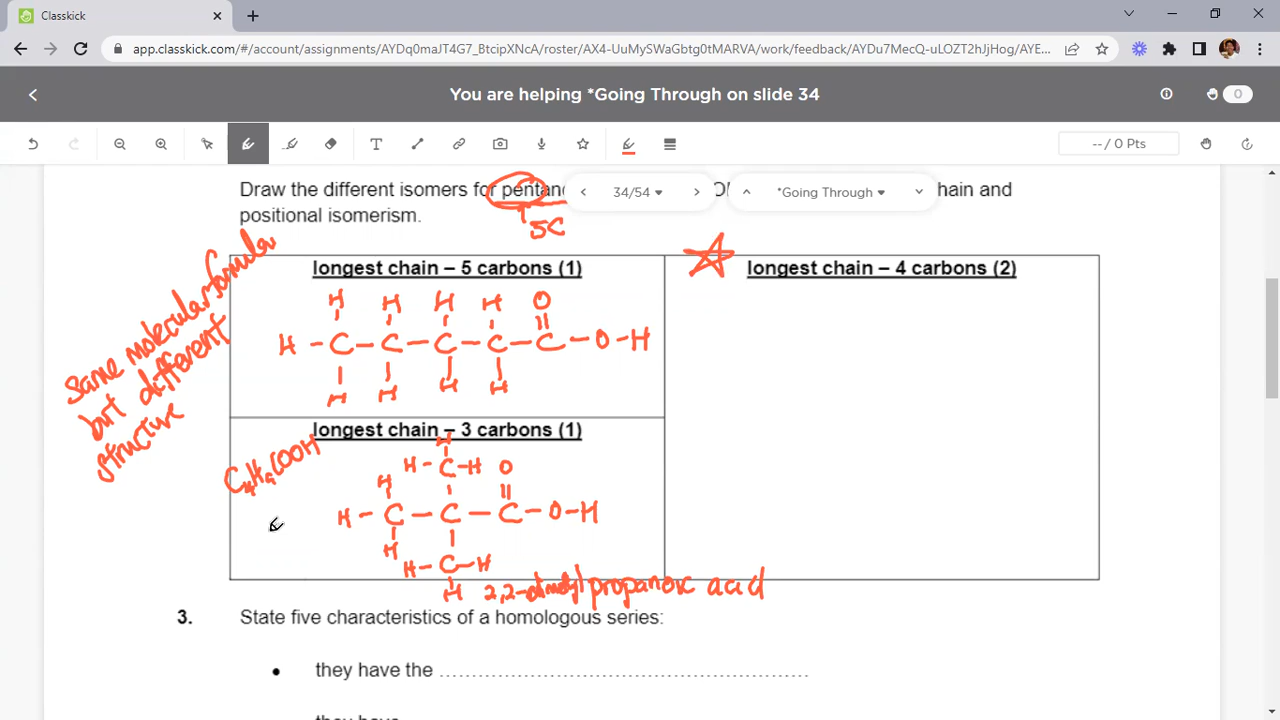 Classkick
app.classkick.com/#/account/assignments/AYDq0maJT4G7_BtcipXNcA/roster/AX4-UuMySWaGbtg0tMARVA/work/feedback/AYDu7MecQ-uLOZT2hJjHog/AYE...
You are helping *Going Through on slide 34
0
T
-- / 0 Pts
Draw the different isomers for pentan
34/54
*Going Through
hain and
positional isomerism.
5C
Same molecular formula
but different
structure
longest chain – 5 carbons (1)
H H H H O
H - C - C - C - C - C - O - H
H H H H
longest chain – 4 carbons (2)
longest chain – 3 carbons (1)
C4H9COOH
H
H - C - H O
H
H - C - C - C - O - H
H
H - C - H
H
2,2-dimethylpropanoic acid
3. State five characteristics of a homologous series:
• they have the ............................................................